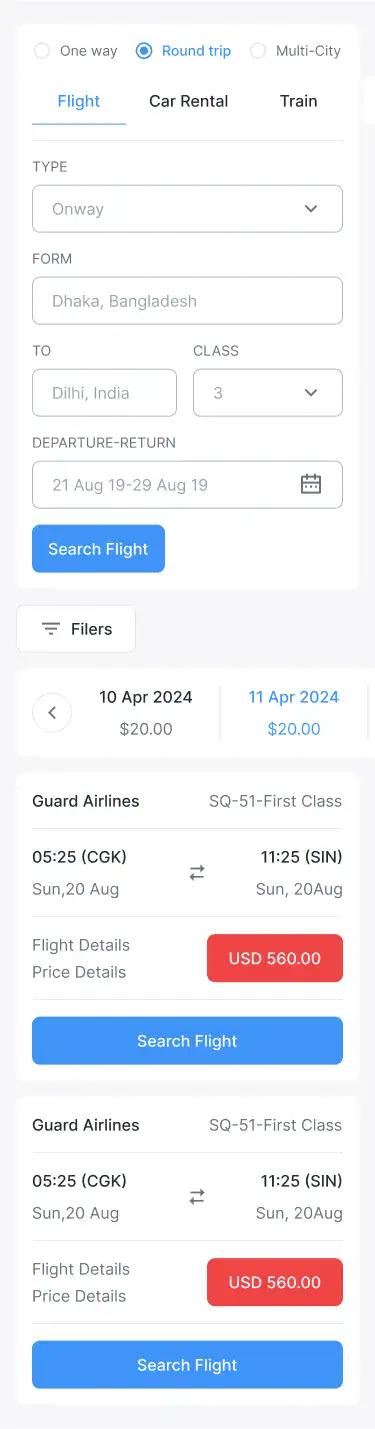 One way Round trip Multi-City
Flight Car Rental Train
TYPE
Onway
FORM
Dhaka, Bangladesh
TO CLASS
Dilhi, India 3
DEPARTURE-RETURN
21 Aug 19-29 Aug 19
Search Flight
Filers
10 Apr 2024 11 Apr 2024
$20.00 $20.00
Guard Airlines SQ-51-First Class
05:25 (CGK) 11:25 (SIN)
Sun,20 Aug Sun, 20Aug
Flight Details
USD 560.00
Price Details
Search Flight
Guard Airlines SQ-51-First Class
05:25 (CGK) 11:25 (SIN)
Sun,20 Aug Sun, 20Aug
Flight Details
USD 560.00
Price Details
Search Flight